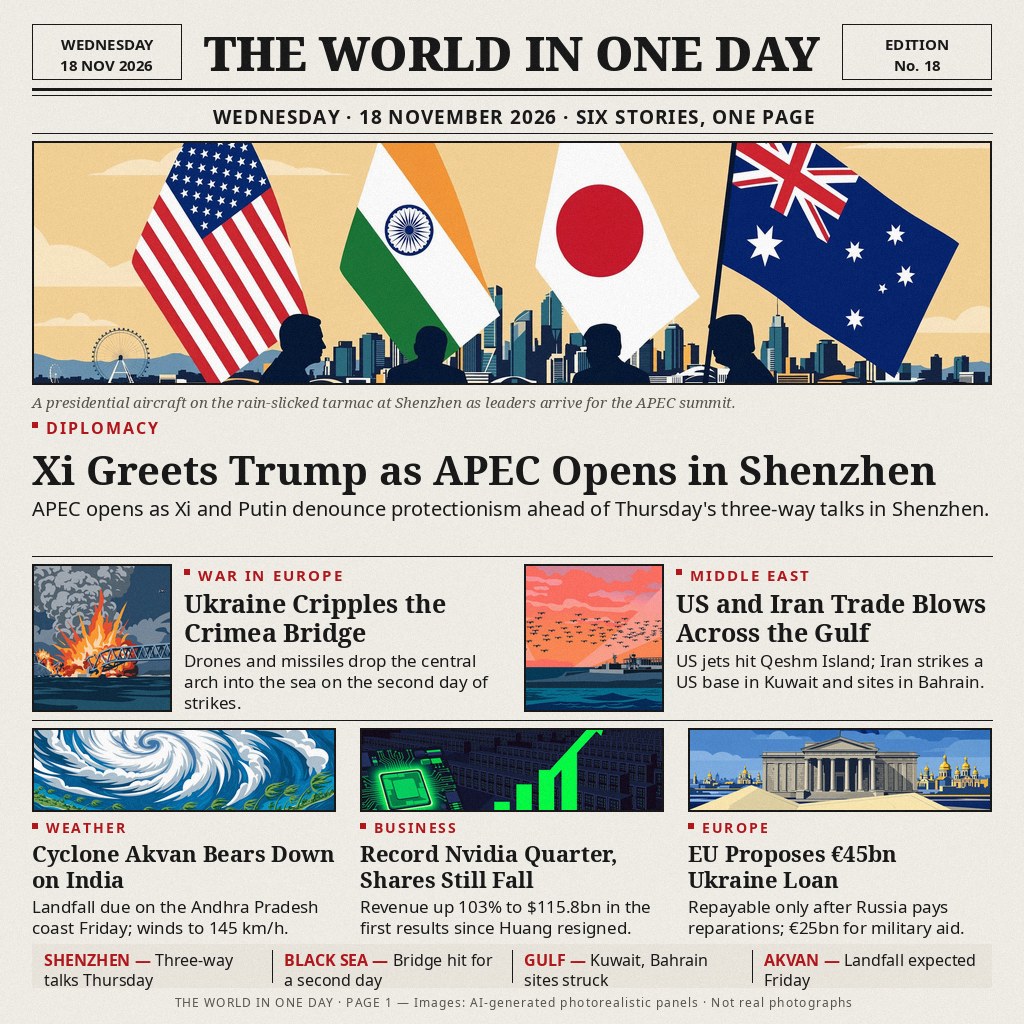 WEDNESDAY
18 NOV 2026
THE WORLD IN ONE DAY
EDITION
No. 18
WEDNESDAY · 18 NOVEMBER 2026 · SIX STORIES, ONE PAGE
A presidential aircraft on the rain-slicked tarmac at Shenzhen as leaders arrive for the APEC summit.
DIPLOMACY
Xi Greets Trump as APEC Opens in Shenzhen
APEC opens as Xi and Putin denounce protectionism ahead of Thursday's three-way talks in Shenzhen.
WAR IN EUROPE
Ukraine Cripples the
Crimea Bridge
Drones and missiles drop the central
arch into the sea on the second day of
strikes.
MIDDLE EAST
US and Iran Trade Blows
Across the Gulf
US jets hit Qeshm Island; Iran strikes a
US base in Kuwait and sites in Bahrain.
WEATHER
Cyclone Akvan Bears Down
on India
Landfall due on the Andhra Pradesh
coast Friday; winds to 145 km/h.
BUSINESS
Record Nvidia Quarter,
Shares Still Fall
Revenue up 103% to $115.8bn in the
first results since Huang resigned.
EUROPE
EU Proposes €45bn
Ukraine Loan
Repayable only after Russia pays
reparations; €25bn for military aid.
SHENZHEN — Three-way
talks Thursday
BLACK SEA — Bridge hit for
a second day
GULF — Kuwait, Bahrain
sites struck
AKVAN — Landfall expected
Friday
THE WORLD IN ONE DAY · PAGE 1 — Images: AI-generated photorealistic panels · Not real photographs